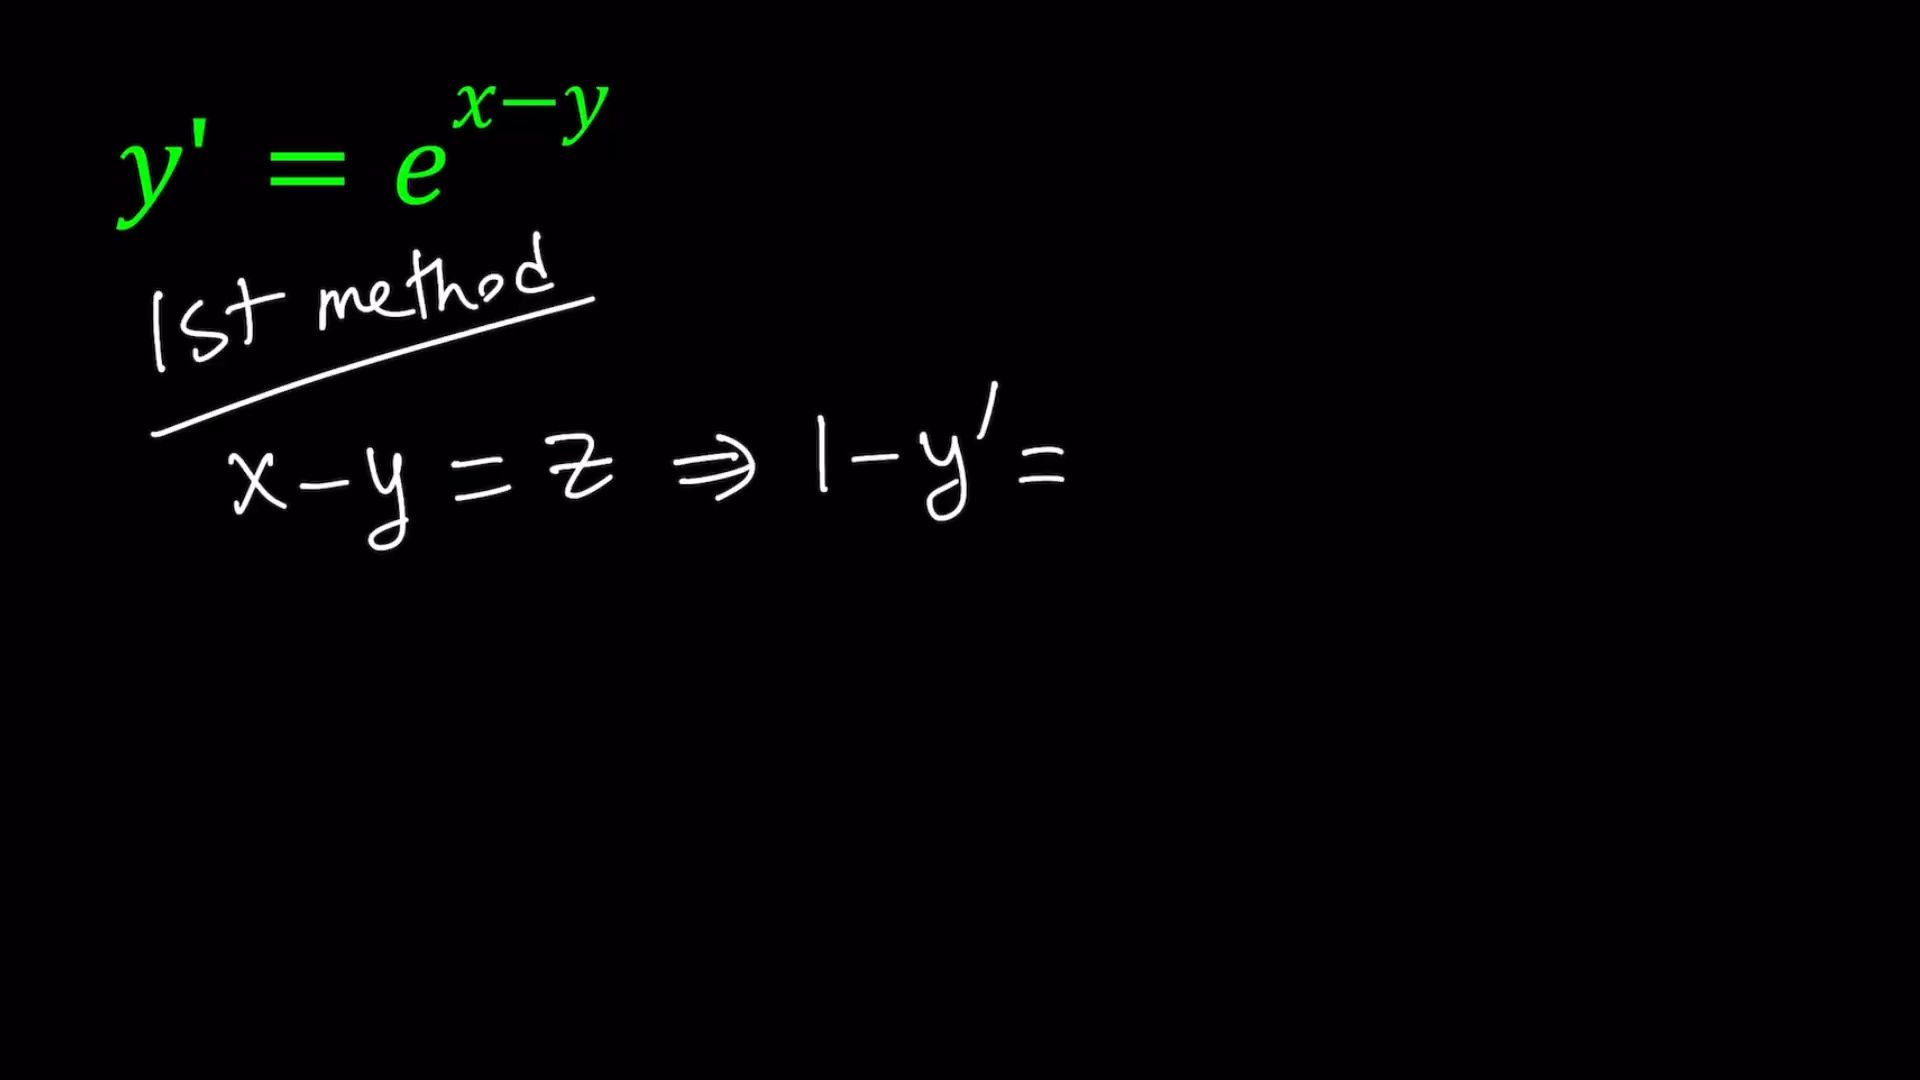 y' = e^{x-y}
1st method
x-y = z ⇒ 1-y' =